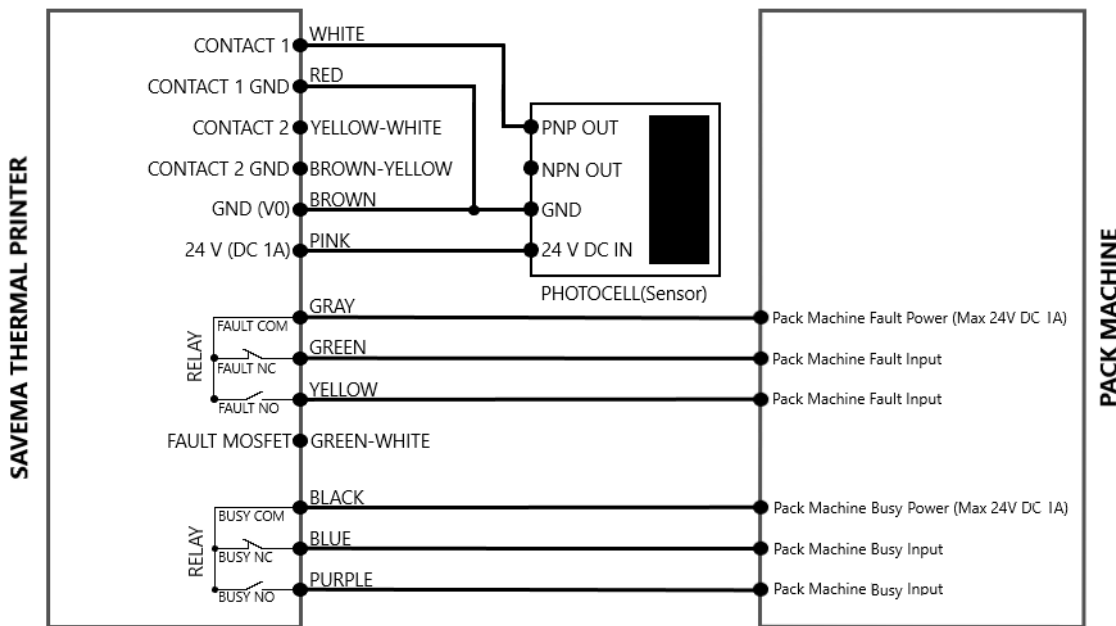 SAVEMA THERMAL PRINTER
CONTACT 1
WHITE
CONTACT 1 GND
RED
CONTACT 2
YELLOW-WHITE
CONTACT 2 GND
BROWN-YELLOW
GND (V0)
BROWN
24 V (DC 1A)
PINK
PNP OUT
NPN OUT
GND
24 V DC IN
PHOTOCELL(Sensor)
RELAY
FAULT COM
GRAY
Pack Machine Fault Power (Max 24V DC 1A)
FAULT NC
GREEN
Pack Machine Fault Input
FAULT NO
YELLOW
Pack Machine Fault Input
FAULT MOSFET
GREEN-WHITE
RELAY
BUSY COM
BLACK
Pack Machine Busy Power (Max 24V DC 1A)
BUSY NC
BLUE
Pack Machine Busy Input
BUSY NO
PURPLE
Pack Machine Busy Input
PACK MACHINE